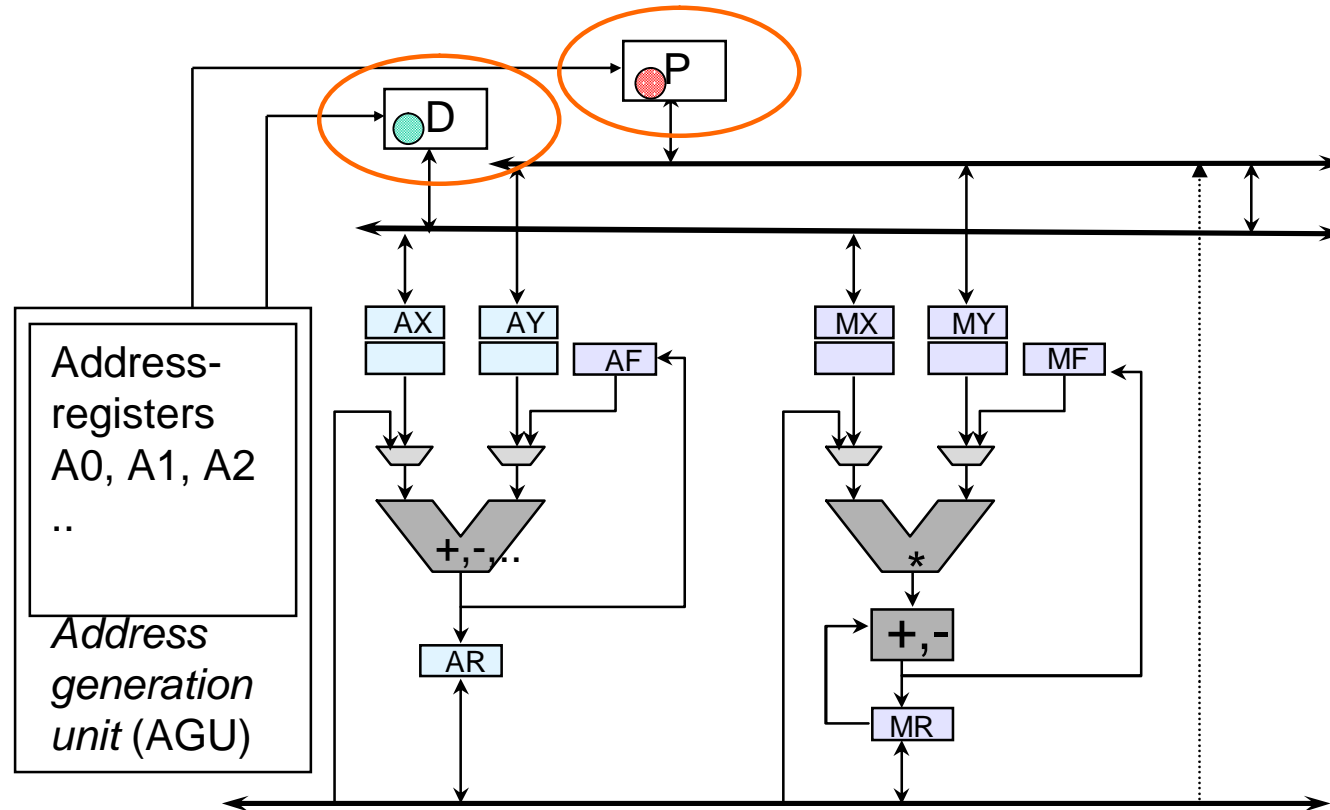 P
D
AX
AY
AF
MX
MY
MF
Address-
registers
A0, A1, A2
..
+,-,..
*
+,-
Address
generation
unit (AGU)
AR
MR